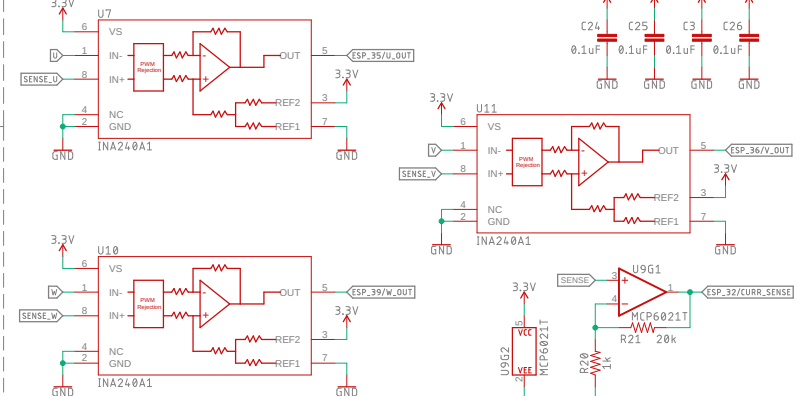 3.3V
U7
6
VS
U
1
IN-
PWM
Rejection
OUT
5
ESP_35/U_OUT
SENSE_U
8
IN+
3.3V
4
NC
REF2
3
2
GND
REF1
7
GND
INA240A1
GND
C24
C25
C3
C26
0.1uF
0.1uF
0.1uF
0.1uF
GND
GND
GND
GND
3.3V
U11
6
VS
V
1
IN-
PWM
Rejection
OUT
5
ESP_36/V_OUT
SENSE_V
8
IN+
3.3V
REF2
3
4
NC
2
GND
REF1
7
INA240A1
GND
GND
3.3V
U10
6
VS
W
1
IN-
PWM
Rejection
OUT
5
ESP_39/W_OUT
SENSE_W
8
IN+
3.3V
REF2
3
4
NC
2
GND
REF1
7
INA240A1
GND
GND
3.3V
5
VCC
VEE
2
U9G2
MCP6021T
U9G1
SENSE
3
+
4
-
1
ESP_32/CURR_SENSE
MCP6021T
R21
20k
R20
1k